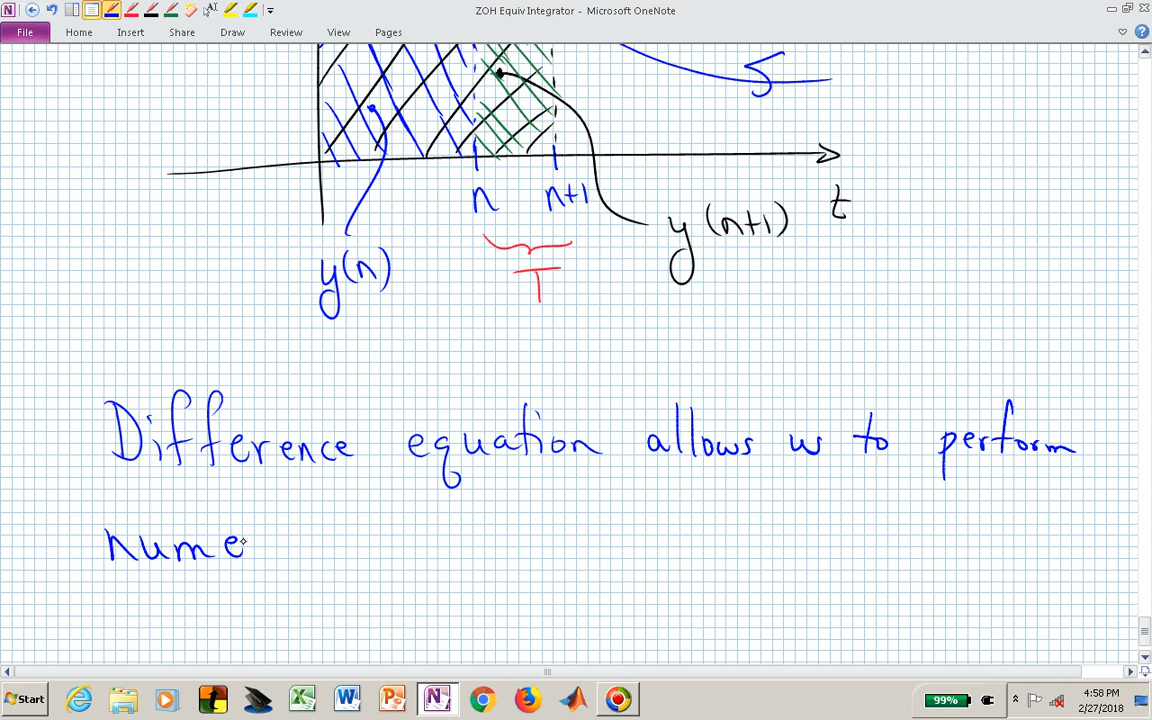 ZOH Equiv Integrator - Microsoft OneNote
File Home Insert Share Draw Review View Pages
n n+1 t
y(n+1)
y(n)
T
Difference equation allows us to perform
nume
Start
99%
4:58 PM
2/27/2018